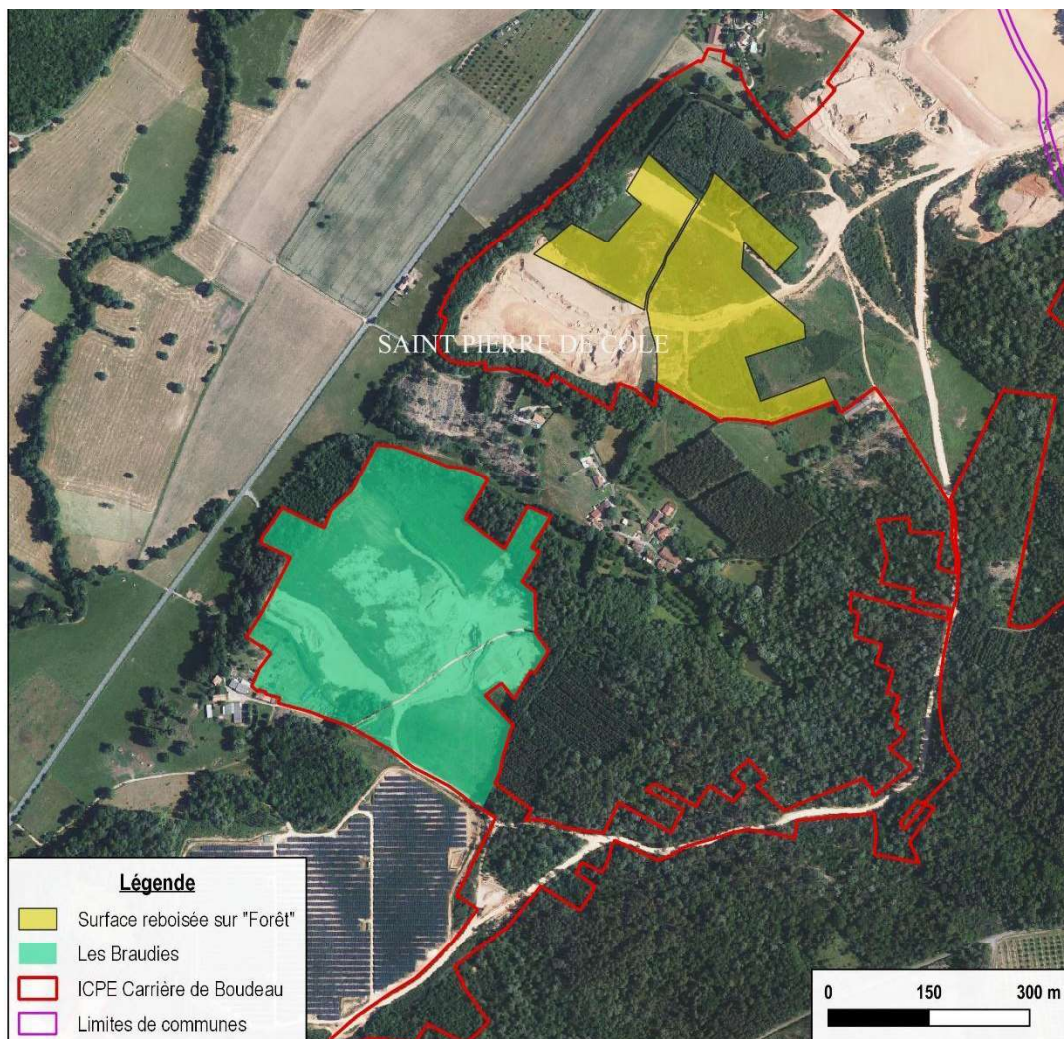 SAINT PIERRE DE COLE
Légende
Surface reboisée sur "Forêt"
Les Braudies
ICPE Carrière de Boudeau
Limites de communes
0 150 300 m